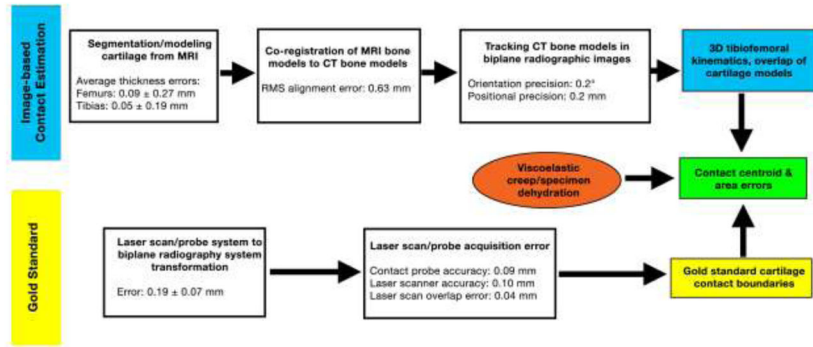 Image-based
Contact Estimation
Segmentation/modeling
cartilage from MRI
Average thickness errors:
Femurs: 0.09 ± 0.27 mm
Tibias: 0.05 ± 0.19 mm
Co-registration of MRI bone
models to CT bone models
RMS alignment error: 0.63 mm
Tracking CT bone models in
biplane radiographic images
Orientation precision: 0.2°
Positional precision: 0.2 mm
3D tibiofemoral
kinematics, overlap of
cartilage models
Viscoelastic
creep/specimen
dehydration
Contact centroid &
area errors
Gold Standard
Laser scan/probe system to
biplane radiography system
transformation
Error: 0.19 ± 0.07 mm
Laser scan/probe acquisition error
Contact probe accuracy: 0.09 mm
Laser scanner accuracy: 0.10 mm
Laser scan overlap error: 0.04 mm
Gold standard cartilage
contact boundaries